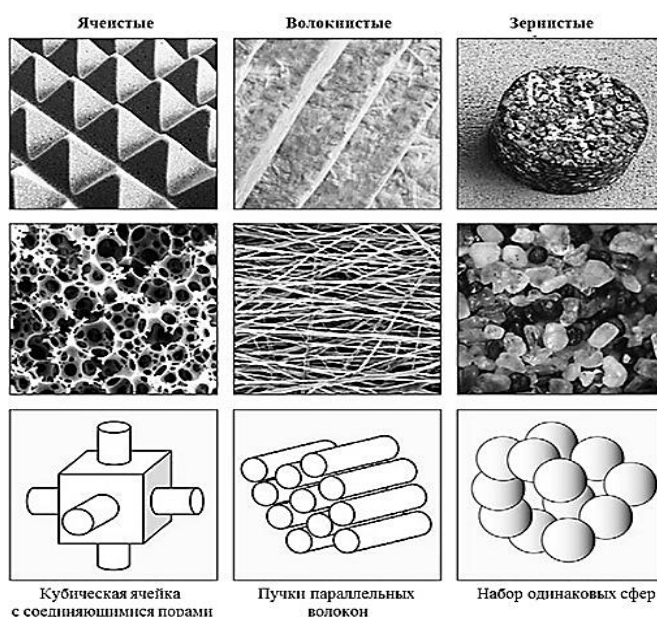 Ячеистые
Волокнистые
Зернистые
Кубическая ячейка
с соединяющимися порами
Пучки параллельных
волокон
Набор одинаковых сфер